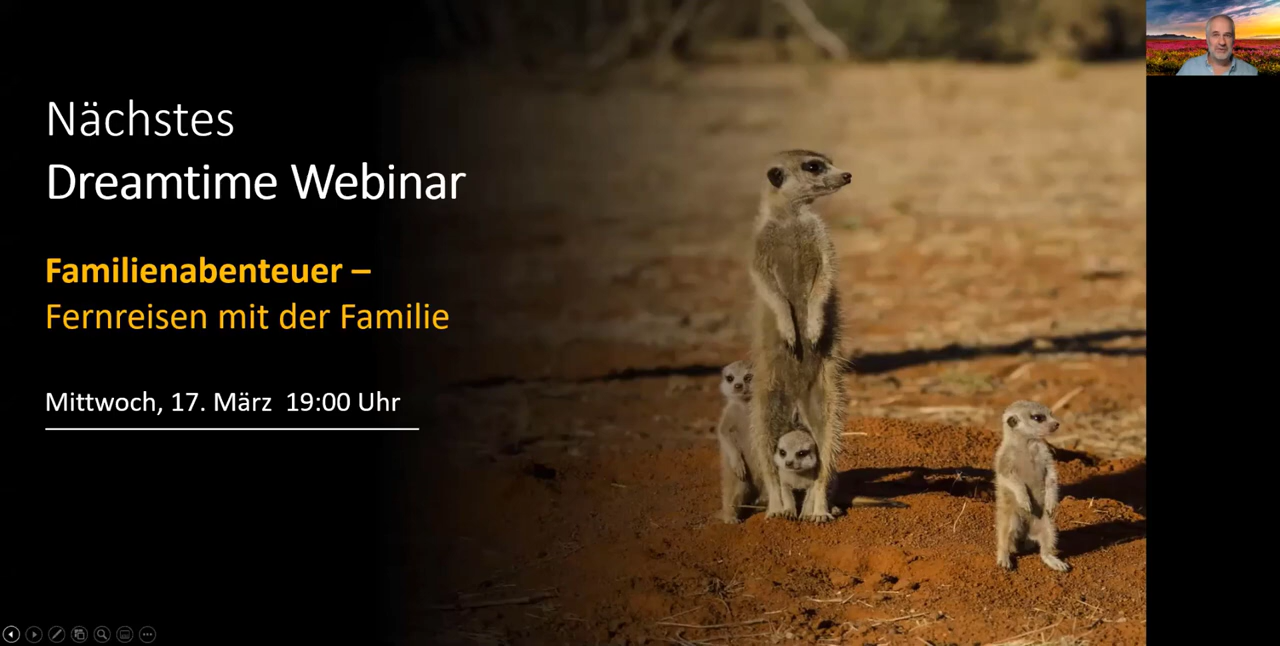 Nächstes
Dreamtime Webinar
Familienabenteuer –
Fernreisen mit der Familie
Mittwoch, 17. März 19:00 Uhr